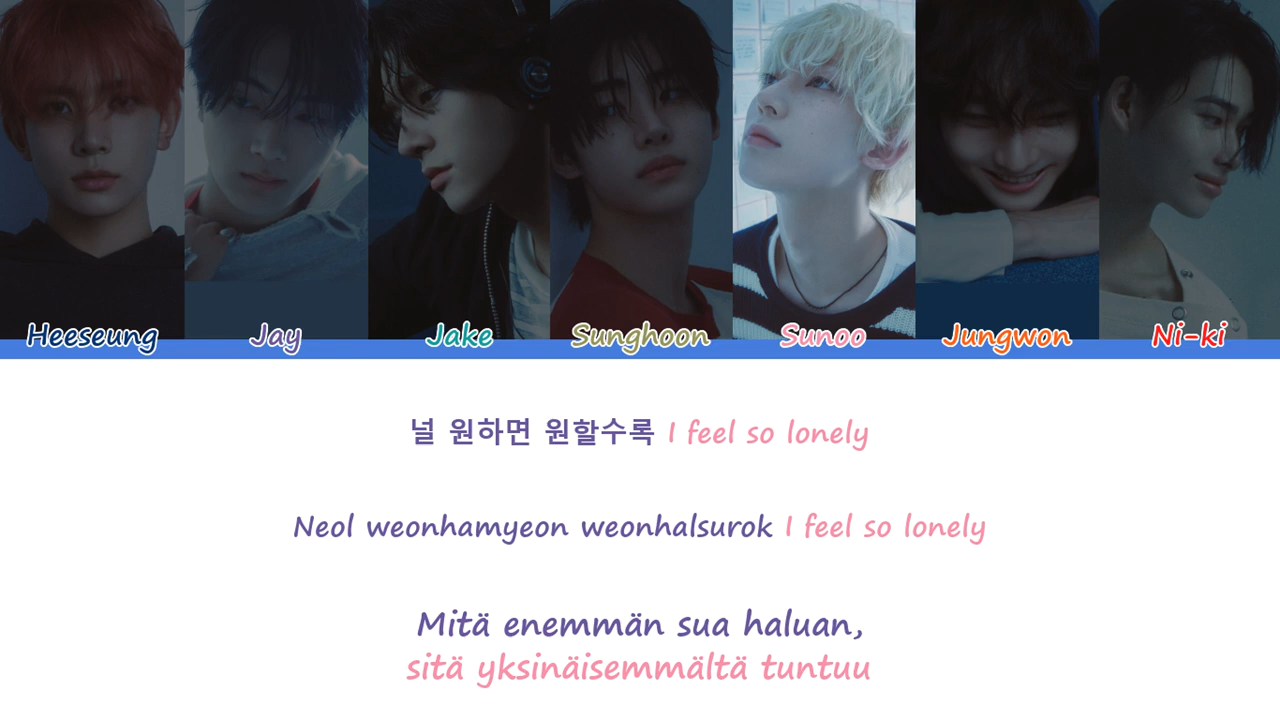 Heeseung Jay Jake Sunghoon Sunoo Jungwon Ni-ki
널 원하면 원할수록 I feel so lonely
Neol weonhamyeon weonhalsurok I feel so lonely
Mitä enemmän sua haluan,
sitä yksinäisemmältä tuntuu